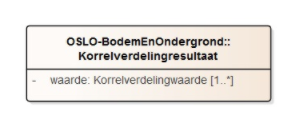 OSLO-BodemEnOndergrond::
Korrelverdelingresultaat
- waarde: Korrelverdelingwaarde [1..*]